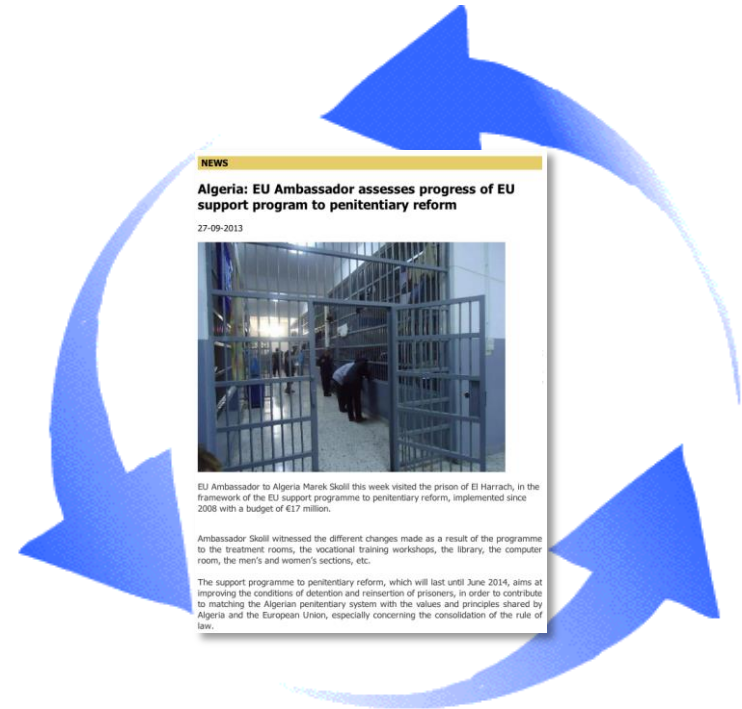 NEWS
Algeria: EU Ambassador assesses progress of EU
support program to penitentiary reform
27-09-2013
EU Ambassador to Algeria Marek Skolil this week visited the prison of El Harrach, in the
framework of the EU support programme to penitentiary reform, implemented since
2008 with a budget of €17 million.
Ambassador Skolil witnessed the different changes made as a result of the programme
to the treatment rooms, the vocational training workshops, the library, the computer
room, the men's and women's sections, etc.
The support programme to penitentiary reform, which will last until June 2014, aims at
improving the conditions of detention and reinsertion of prisoners, in order to contribute
to matching the Algerian penitentiary system with the values and principles shared by
Algeria and the European Union, especially concerning the consolidation of the rule of
law.